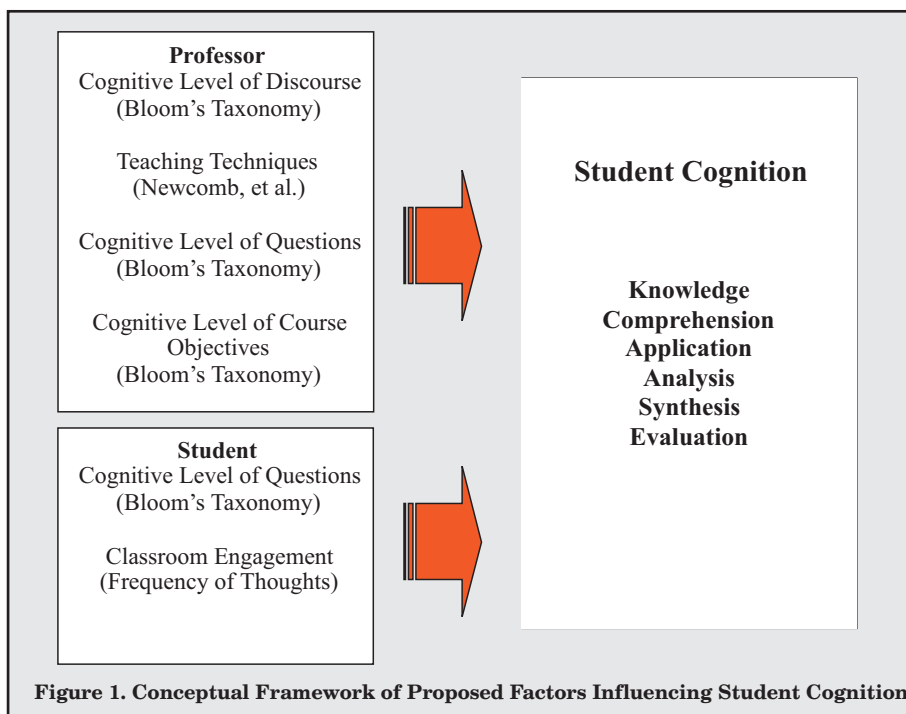 Professor
Cognitive Level of Discourse
(Bloom's Taxonomy)
Teaching Techniques
(Newcomb, et al.)
Cognitive Level of Questions
(Bloom's Taxonomy)
Cognitive Level of Course
Objectives
(Bloom's Taxonomy)
Student
Cognitive Level of Questions
(Bloom's Taxonomy)
Classroom Engagement
(Frequency of Thoughts)
Student Cognition
Knowledge
Comprehension
Application
Analysis
Synthesis
Evaluation
Figure 1. Conceptual Framework of Proposed Factors Influencing Student Cognition